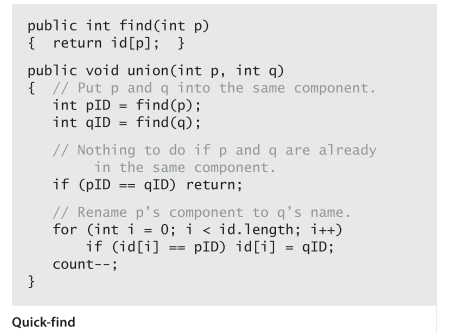 public int find(int p)
{  return id[p];  }
public void union(int p, int q)
{  // Put p and q into the same component.
   int pID = find(p);
   int qID = find(q);
   // Nothing to do if p and q are already
         in the same component.
   if (pID == qID) return;
   // Rename p's component to q's name.
   for (int i = 0; i < id.length; i++)
       if (id[i] == pID) id[i] = qID;
   count--;
}
Quick-find